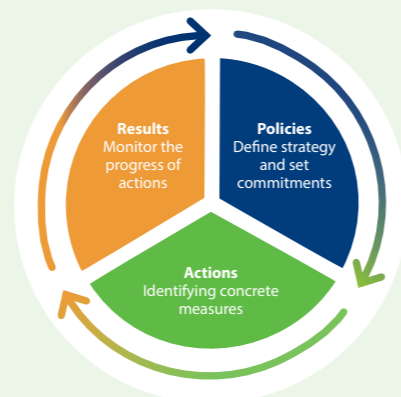 Results
Monitor the
progress of
actions
Policies
Define strategy
and set
commitments
Actions
Identifying concrete
measures